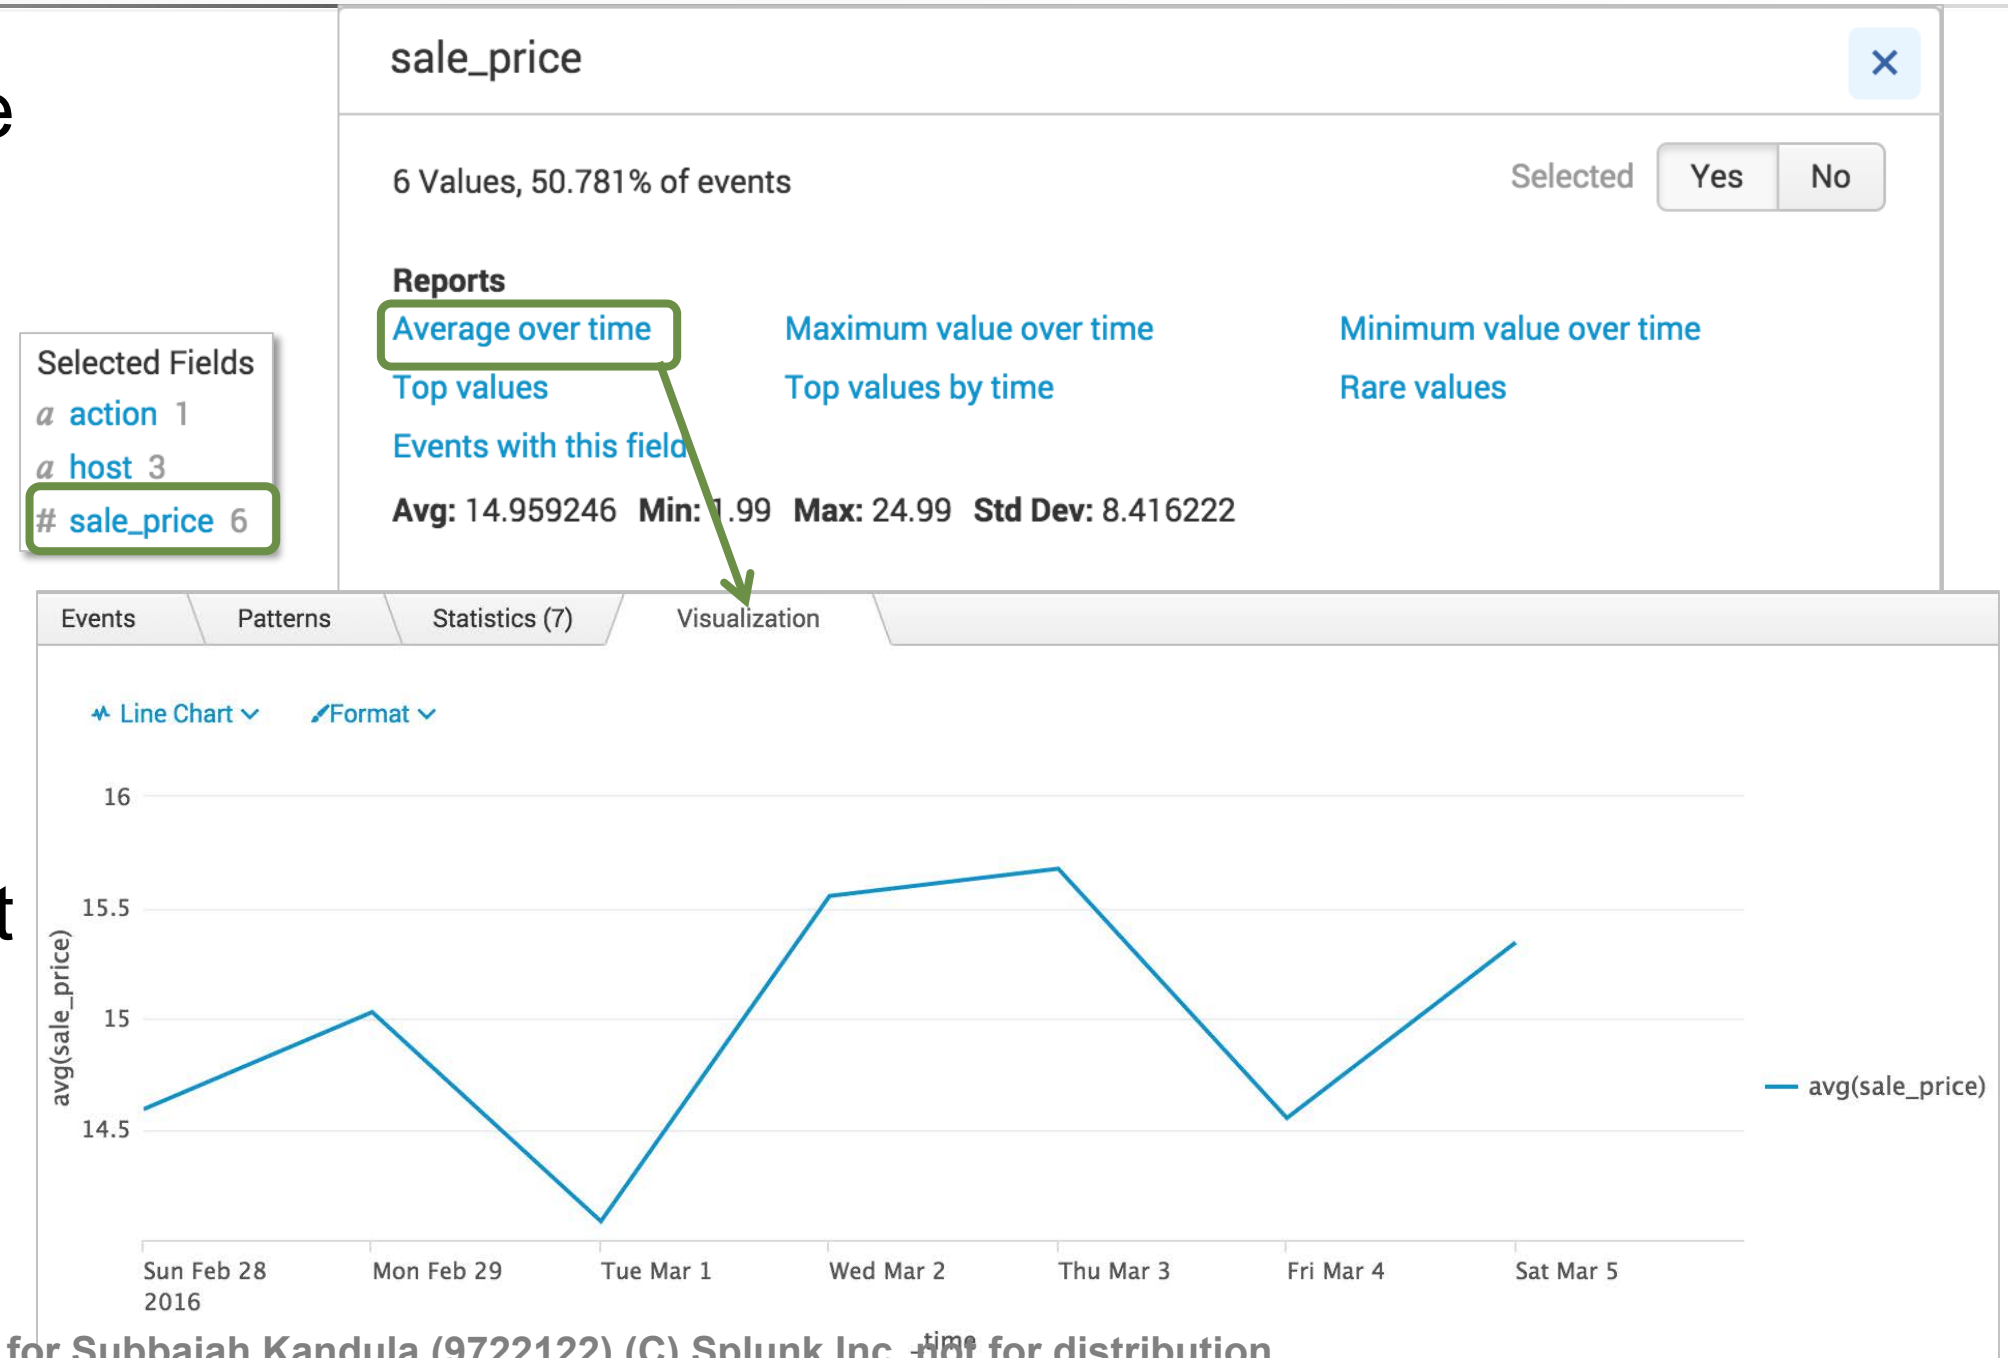 sale_price
e
6 Values, 50.781% of events
Selected Yes No
Reports
Average over time Maximum value over time Minimum value over time
Top values Top values by time Rare values
Events with this field
Avg: 14.959246 Min: 1.99 Max: 24.99 Std Dev: 8.416222
Selected Fields
a action 1
a host 3
# sale_price 6
Events Patterns Statistics (7) Visualization
Line Chart Format
t
16
15.5
15
14.5
avg(sale_price)
avg(sale_price)
Sun Feb 28 Mon Feb 29 Tue Mar 1 Wed Mar 2 Thu Mar 3 Fri Mar 4 Sat Mar 5
2016
_time
for Subbaiah Kandula (9722122) (C) Splunk Inc, not for distribution